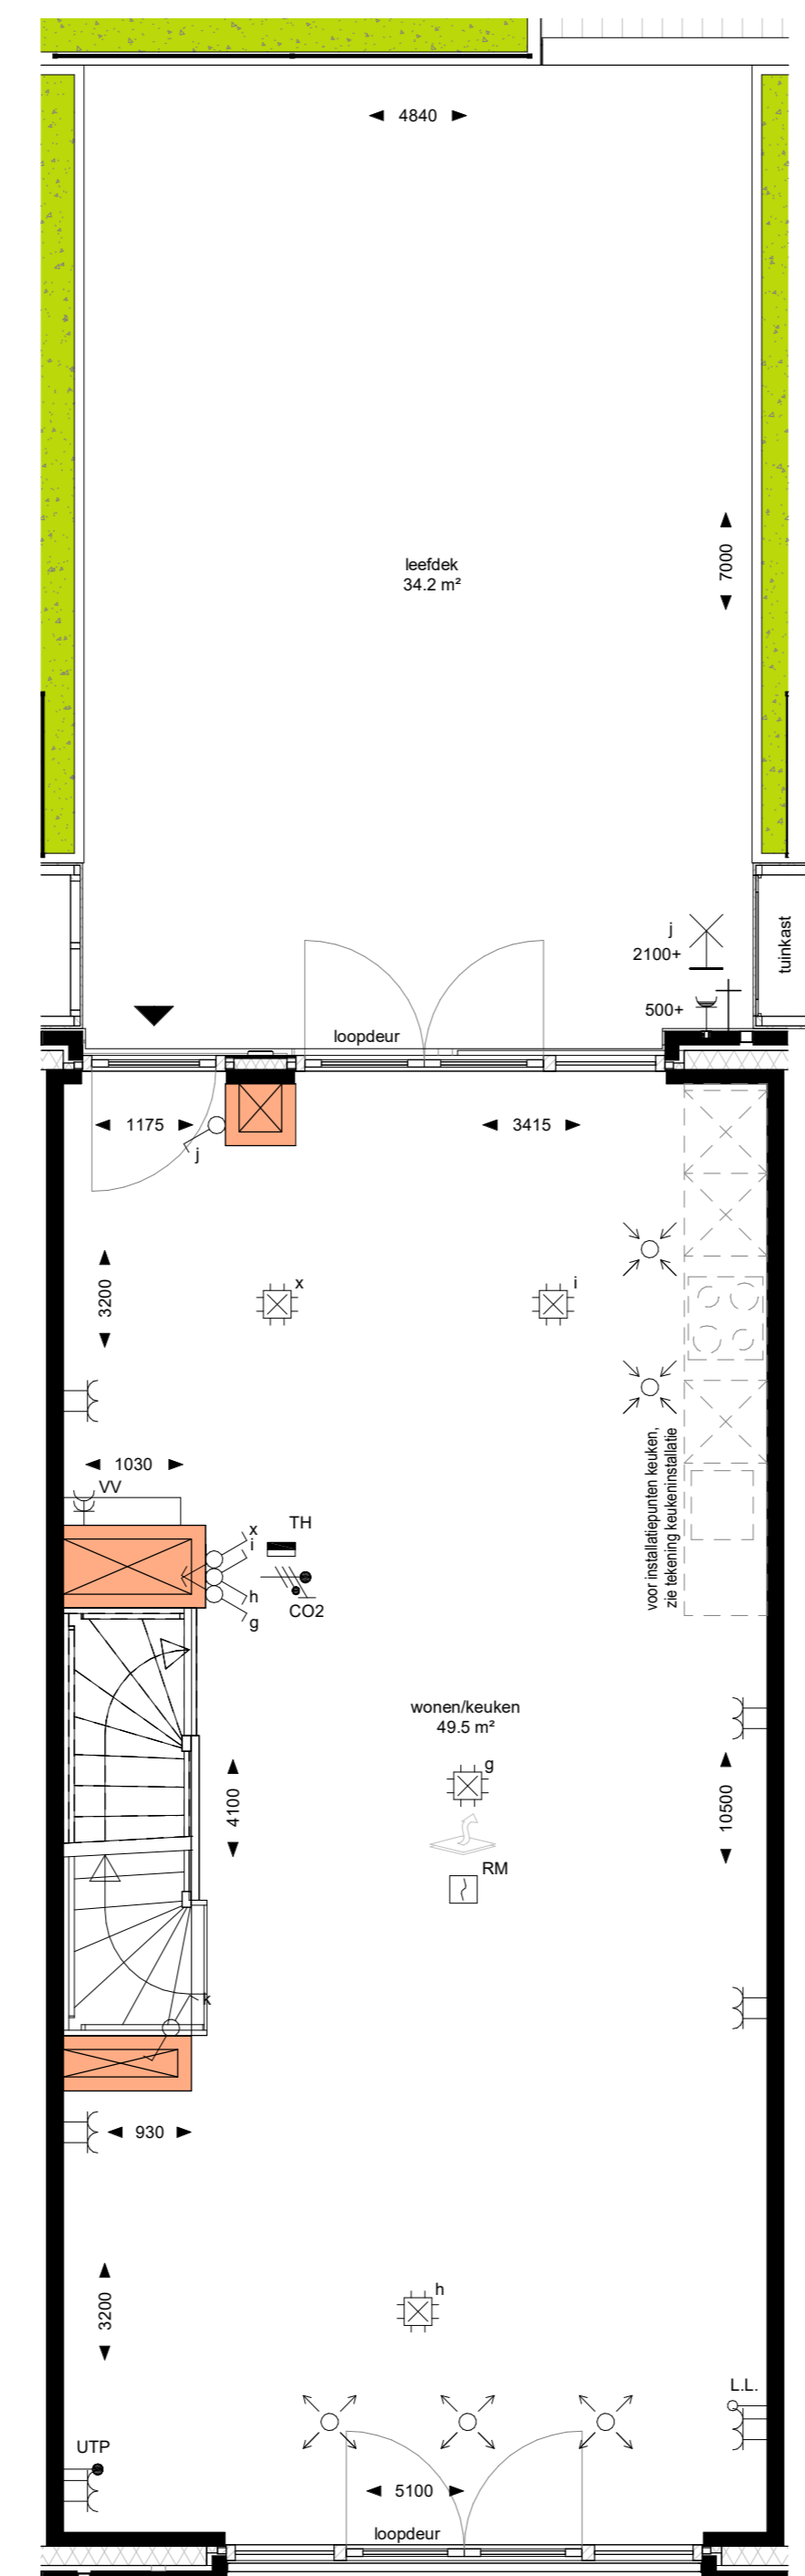 4840
leefdek
34.2 m²
7000
j
2100+
tuinkast
500+
loopdeur
1175
j
3415
3200
x
i
1030
VV
voor installatiepunten keuken,
zie tekening keukeninstallatie
x
i
TH
h
g
CO2
wonen/keuken
49.5 m²
g
4100
10500
RM
k
930
3200
h
L.L.
UTP
5100
loopdeur